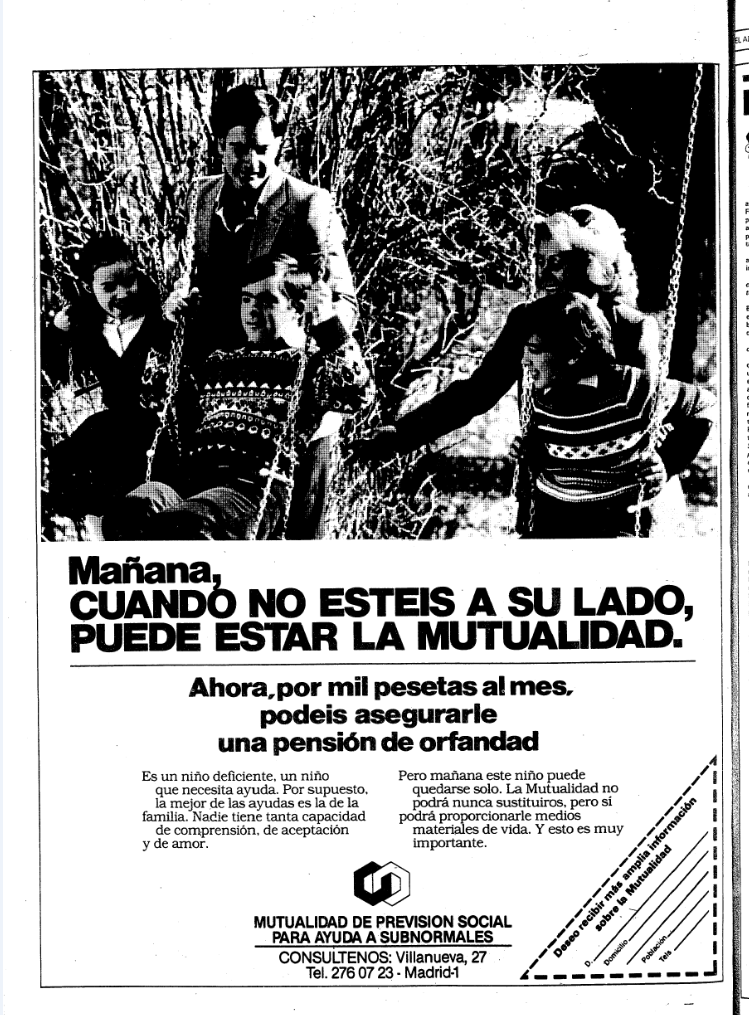 Mañana,
CUANDO NO ESTEIS A SU LADO,
PUEDE ESTAR LA MUTUALIDAD.
Ahora, por mil pesetas al mes,
podeis asegurarle
una pensión de orfandad
Es un niño deficiente, un niño
que necesita ayuda. Por supuesto,
la mejor de las ayudas es la de la
familia. Nadie tiene tanta capacidad
de comprensión, de aceptación
y de amor.
Pero mañana este niño puede
quedarse solo. La Mutualidad no
podrá nunca sustituiros, pero sí
podrá proporcionarle medios
materiales de vida. Y esto es muy
importante.
MUTUALIDAD DE PREVISION SOCIAL
PARA AYUDA A SUBNORMALES
CONSULTENOS: Villanueva, 27
Tel. 276 07 23 - Madrid-1
Deseo recibir más amplia información
sobre la Mutualidad
D.
Domicilio
Población
Tels